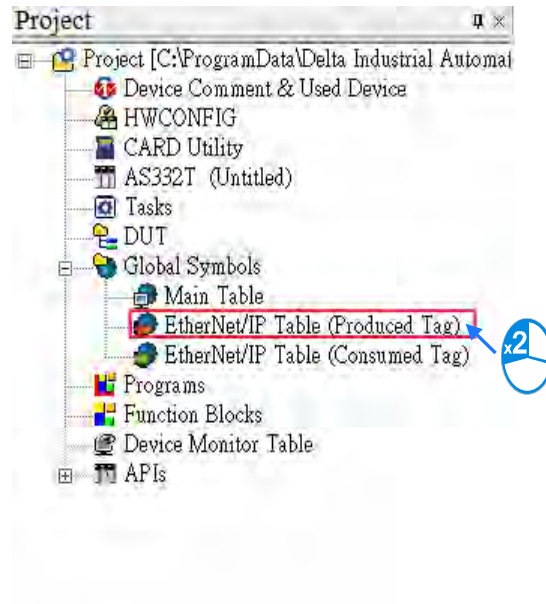 Project
Project [C:\ProgramData\Delta Industrial Automat
Device Comment & Used Device
HWCONFIG
CARD Utility
AS332T (Untitled)
Tasks
DUT
Global Symbols
Main Table
EtherNet/IP Table (Produced Tag)
x2
EtherNet/IP Table (Consumed Tag)
Programs
Function Blocks
Device Monitor Table
APIs